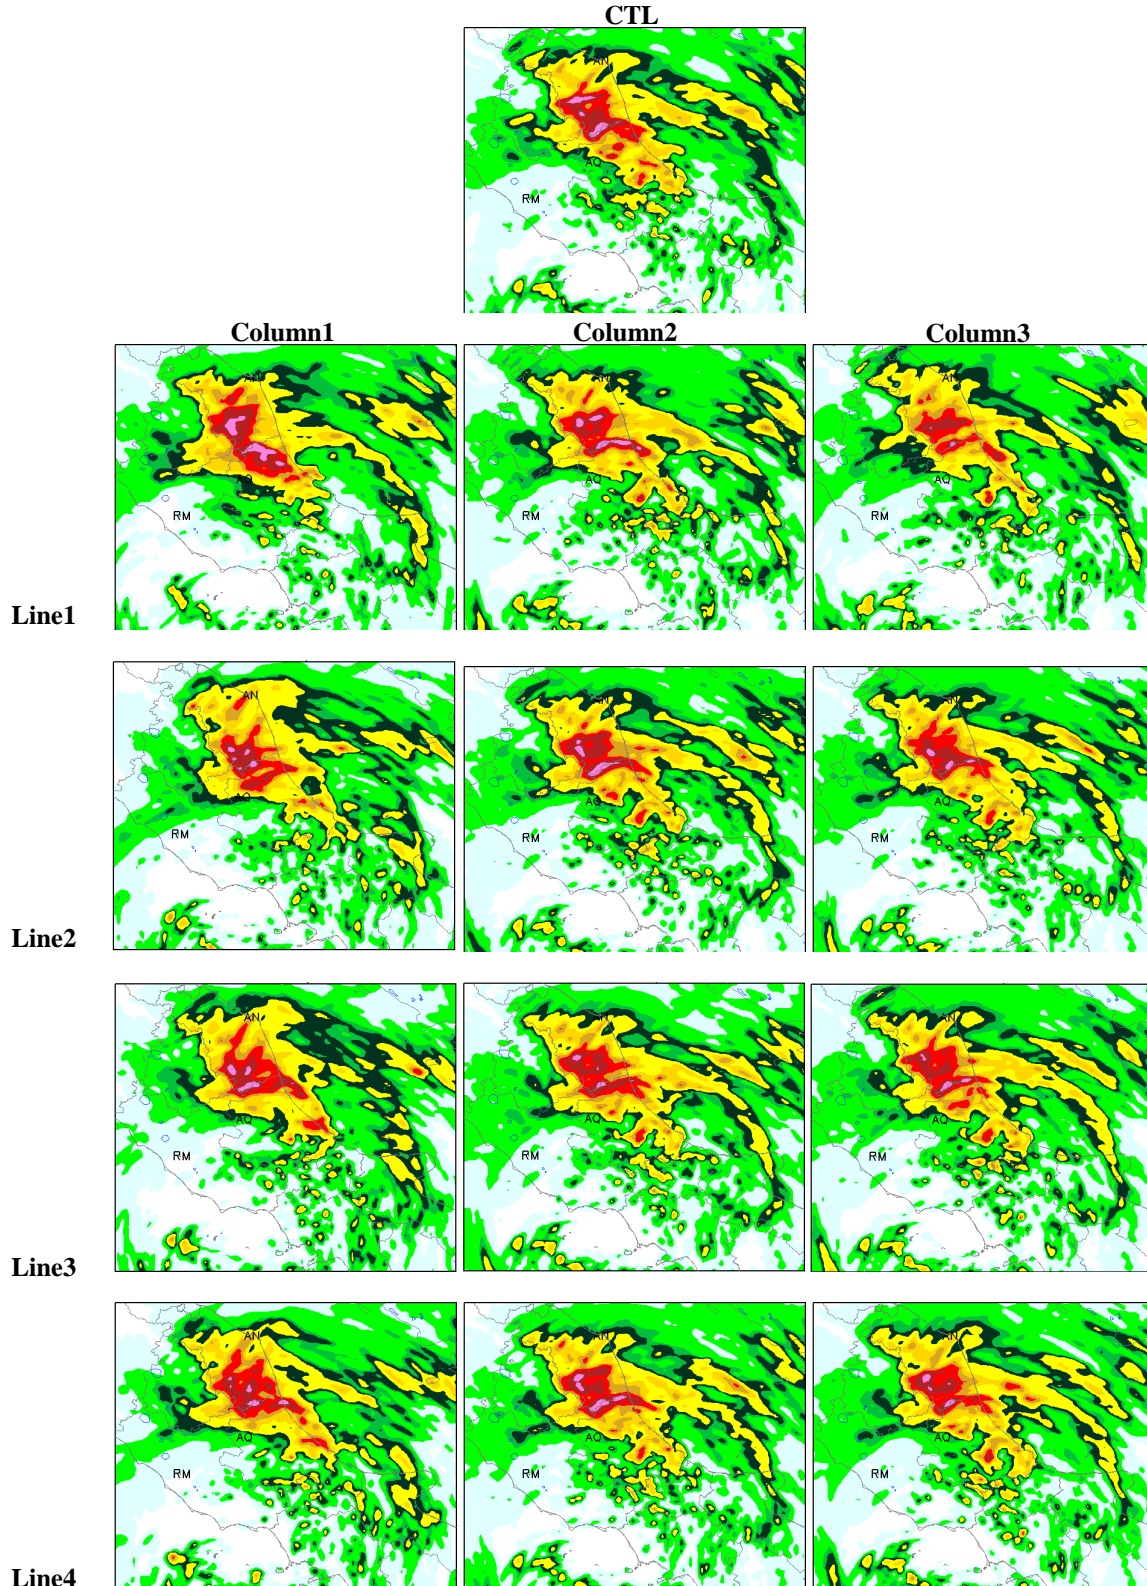 CTL
AN
AQ
RM
Column1 Column2 Column3
AN AN AN
AQ AQ AQ
RM RM RM
Line1
AN AN AN
AQ AQ AQ
RM RM RM
Line2
AN AN AN
AQ AQ AQ
RM RM RM
Line3
AN AN AN
AQ AQ AQ
RM RM RM
Line4